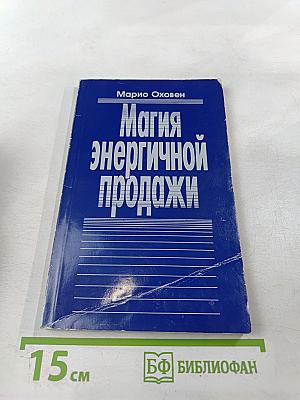 Марио Оховен
Магия
энергичной
продажи
15 см
БФ БИБЛИОФАН